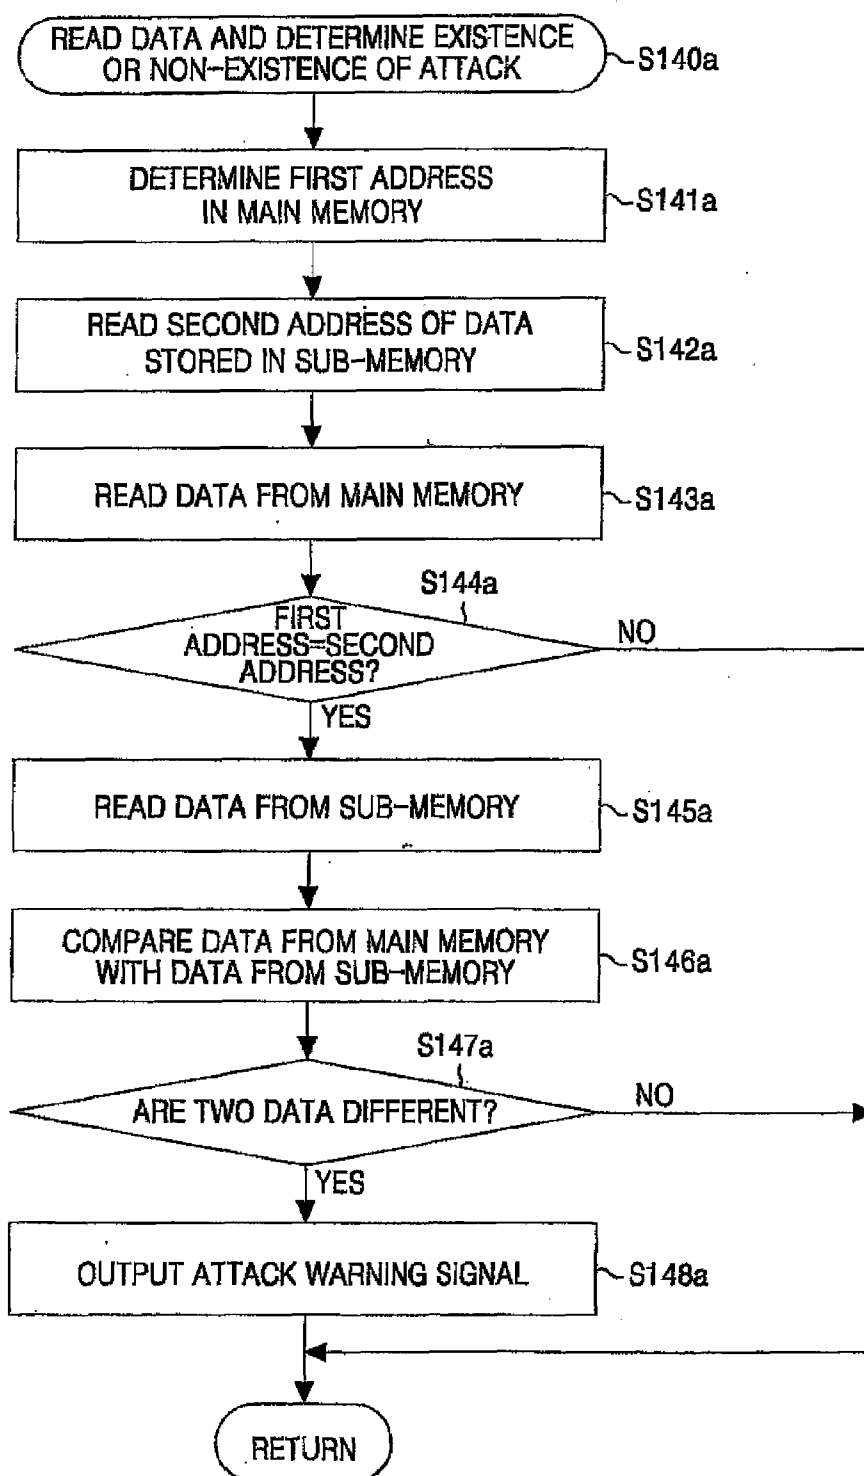 READ DATA AND DETERMINE EXISTENCE
OR NON-EXISTENCE OF ATTACK
S140a
DETERMINE FIRST ADDRESS
IN MAIN MEMORY
S141a
READ SECOND ADDRESS OF DATA
STORED IN SUB-MEMORY
S142a
READ DATA FROM MAIN MEMORY
S143a
S144a
FIRST
ADDRESS=SECOND
ADDRESS?
NO
YES
READ DATA FROM SUB-MEMORY
S145a
COMPARE DATA FROM MAIN MEMORY
WITH DATA FROM SUB-MEMORY
S146a
S147a
ARE TWO DATA DIFFERENT?
NO
YES
OUTPUT ATTACK WARNING SIGNAL
S148a
RETURN